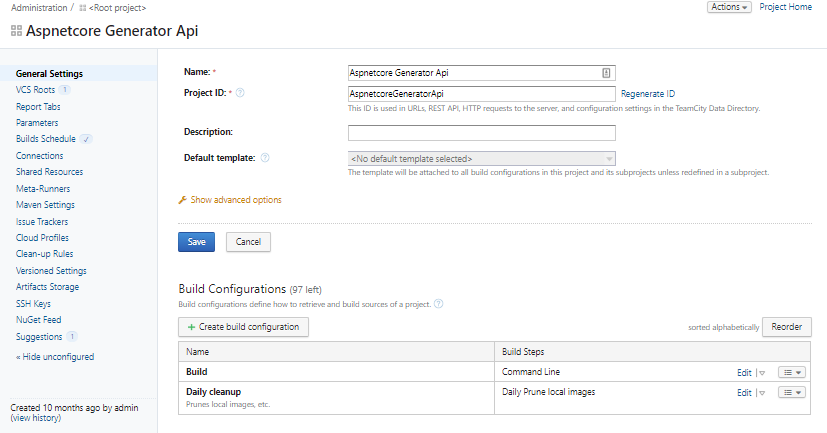 Administration / <Root project>
Actions
Project Home
Aspnetcore Generator Api
General Settings
VCS Roots 1
Report Tabs
Parameters
Builds Schedule
Connections
Shared Resources
Meta-Runners
Maven Settings
Issue Trackers
Cloud Profiles
Clean-up Rules
Versioned Settings
Artifacts Storage
SSH Keys
NuGet Feed
Suggestions 1
« Hide unconfigured
Created 10 months ago by admin
(view history)
Name: * Aspnetcore Generator Api
Project ID: * AspnetcoreGeneratorApi Regenerate ID
This ID is used in URLs, REST API, HTTP requests to the server, and configuration settings in the TeamCity Data Directory.
Description:
Default template: <No default template selected>
The template will be attached to all build configurations in this project and its subprojects unless redefined in a subproject.
Show advanced options
Save Cancel
Build Configurations (97 left)
Build configurations define how to retrieve and build sources of a project.
+ Create build configuration
sorted alphabetically Reorder
Name Build Steps
Build Command Line Edit
Daily cleanup Daily Prune local images Edit
Prunes local images, etc.